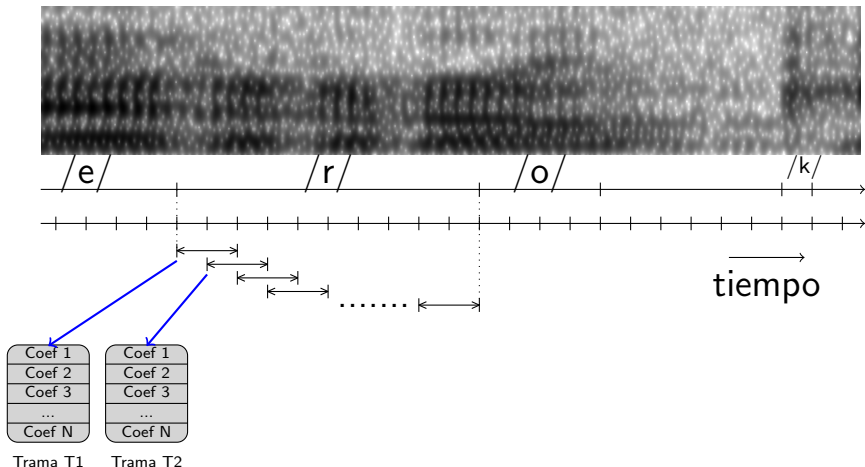 /e/ /r/ /o/ /k/
tiempo
.......
Coef 1 Coef 1
Coef 2 Coef 2
Coef 3 Coef 3
... ...
Coef N Coef N
Trama T1 Trama T2